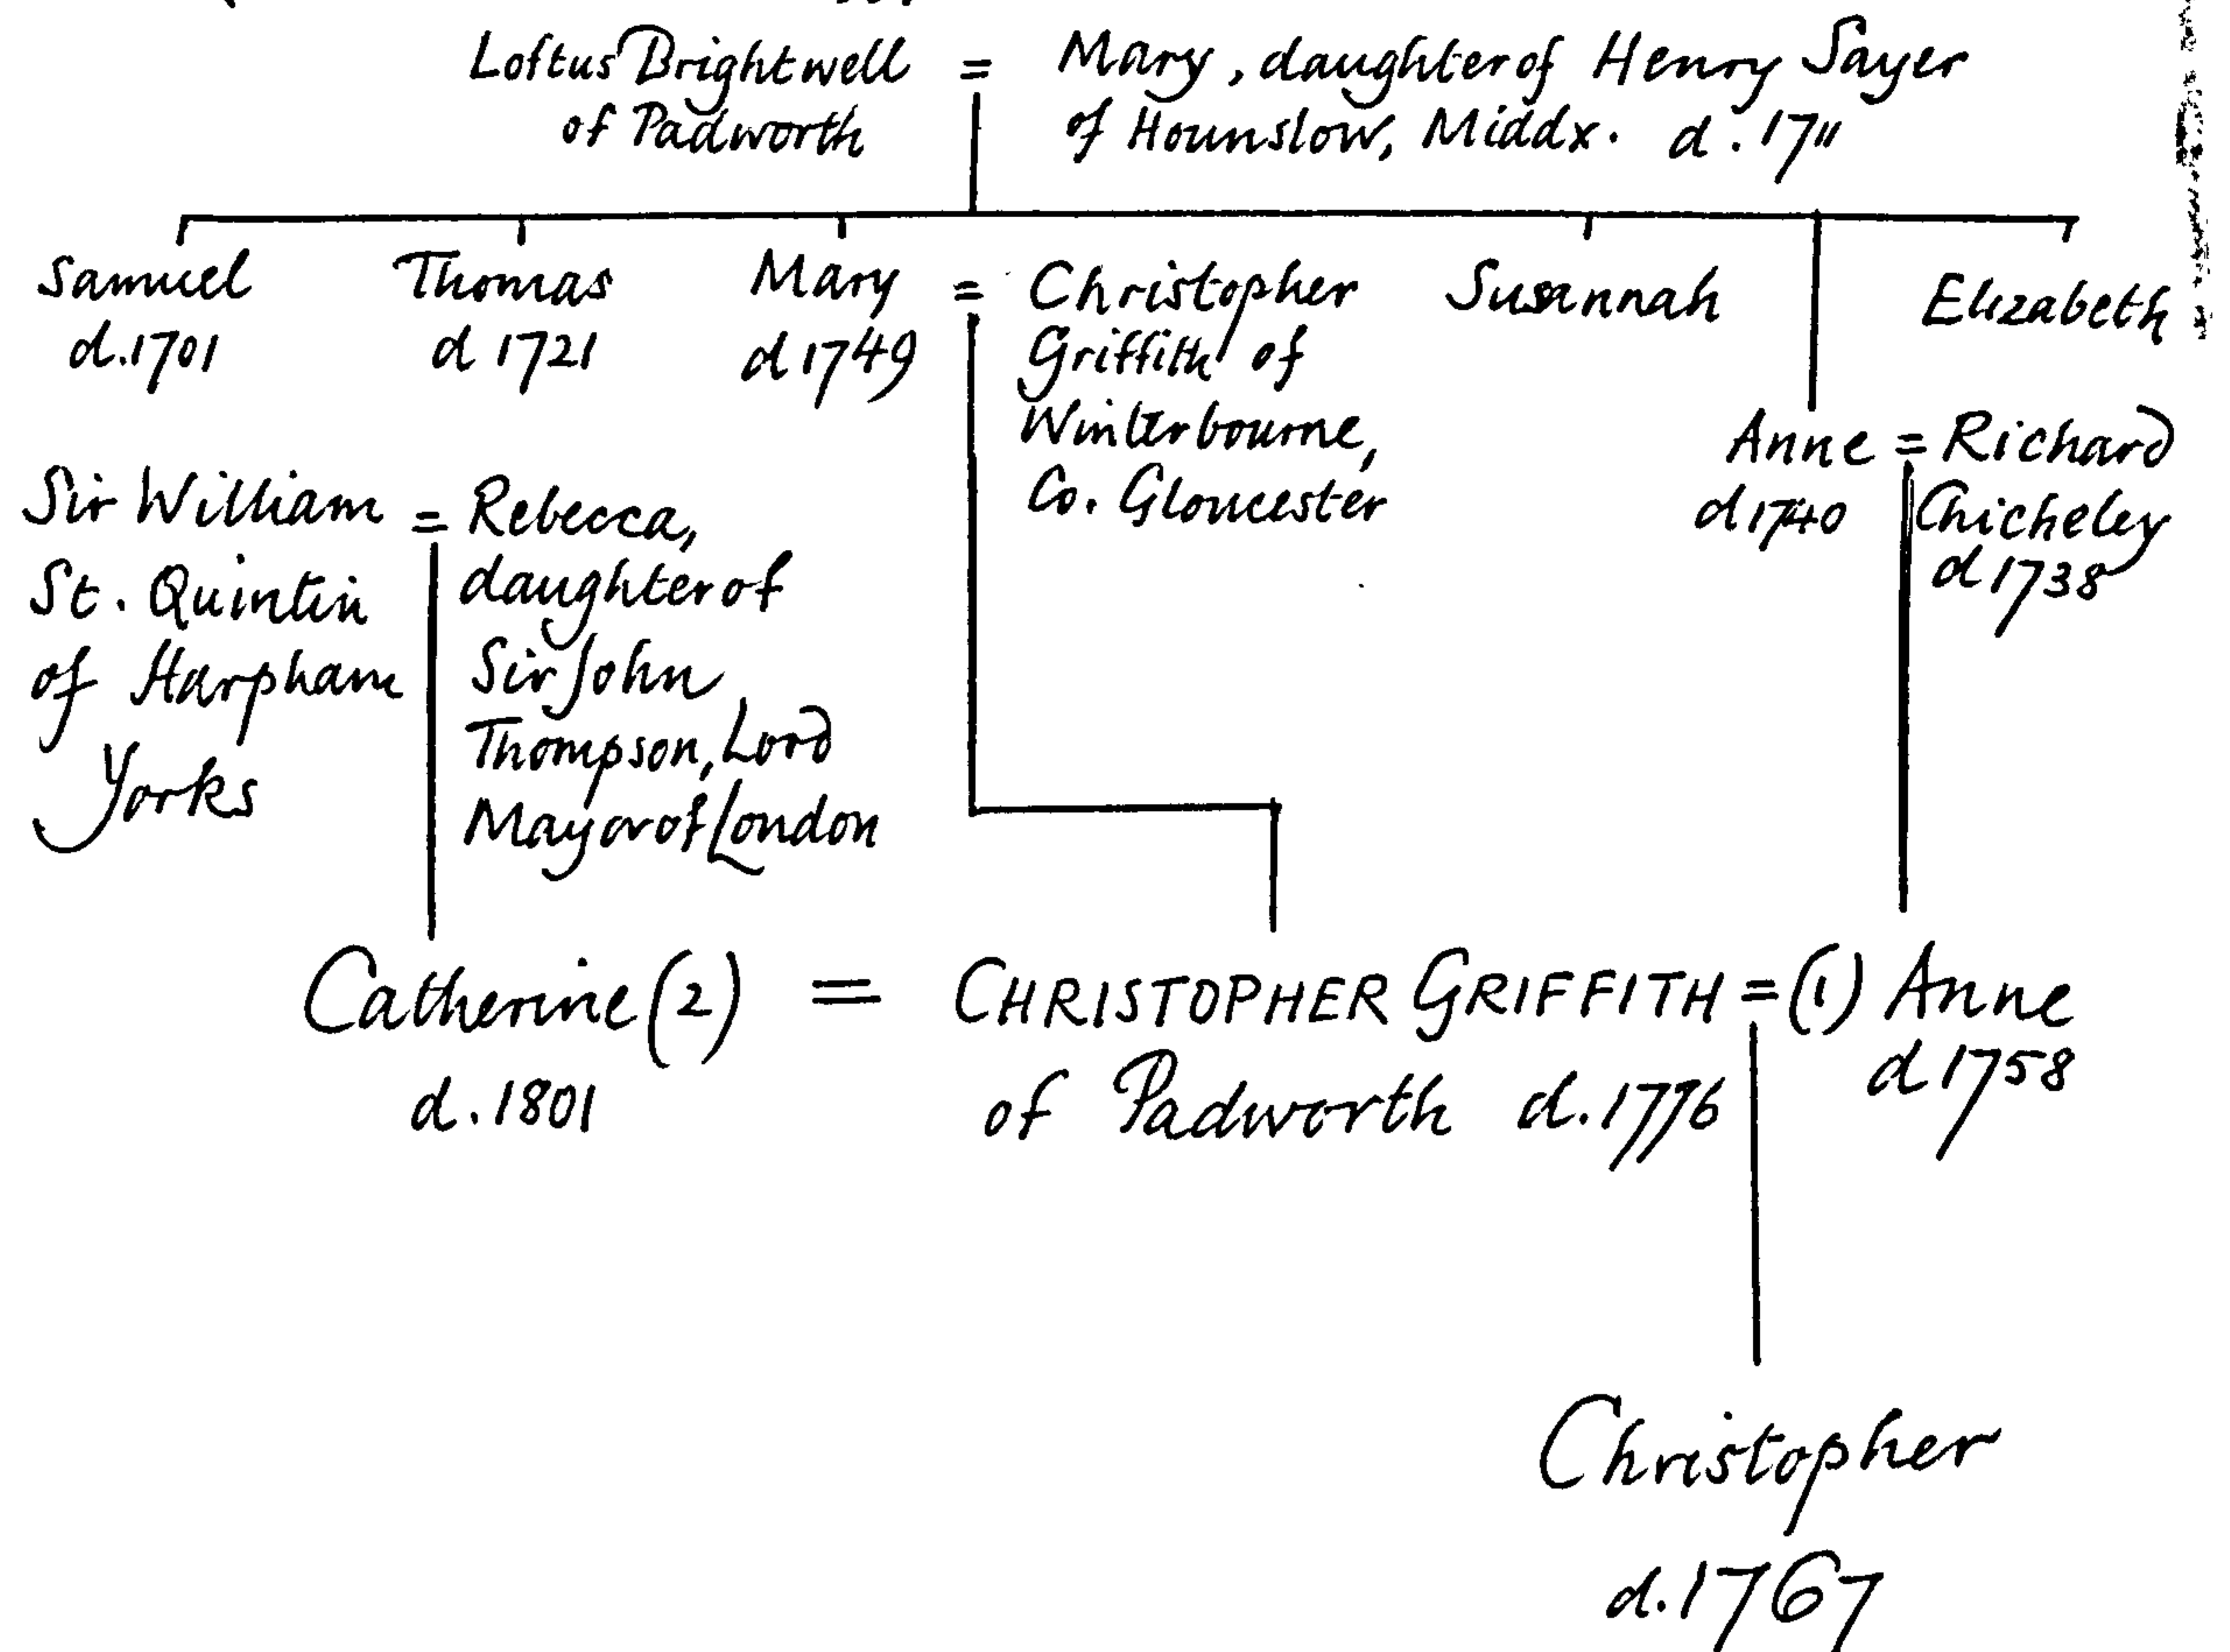 Loftus Brightwell = Mary, daughter of Henry Sayer
of Padworth of Hounslow, Middx. d. 1711
Samuel Thomas Mary = Christopher Susannah Elizabeth
d.1701 d 1721 d 1749 Griffith of
Winterbourne,
Co. Gloucester
Anne = Richard
d 1740 Chicheley
d 1738
Sir William = Rebecca,
St. Quintin daughter of
of Harpham Sir John
Yorks Thompson, Lord
Mayor of London
Catherine (2) = CHRISTOPHER GRIFFITH = (1) Anne
d. 1801 of Padworth d. 1776 d 1758
Christopher
d. 1767